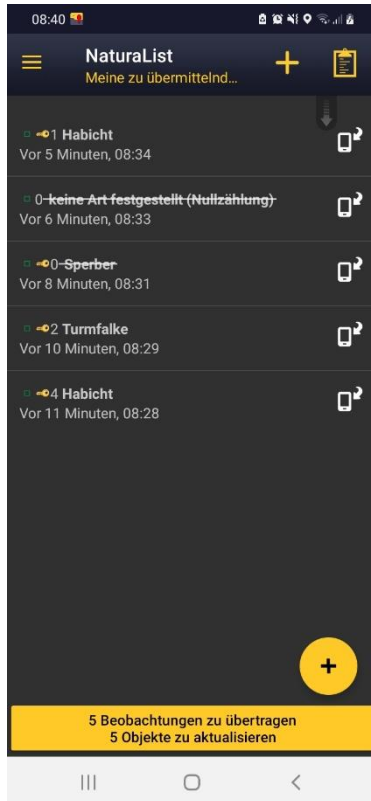 08:40
NaturaList
Meine zu übermittelnd...
1 Habicht
Vor 5 Minuten, 08:34
0 keine Art festgestellt (Nullzählung)
Vor 6 Minuten, 08:33
0 Sperber
Vor 8 Minuten, 08:31
2 Turmfalke
Vor 10 Minuten, 08:29
4 Habicht
Vor 11 Minuten, 08:28
5 Beobachtungen zu übertragen
5 Objekte zu aktualisieren